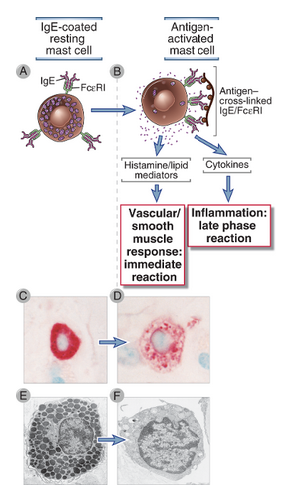 IgE-coated
resting
mast cell
Antigen-
activated
mast cell
A
B
IgE
FcεRI
Antigen–
cross-linked
IgE/FcεRI
Histamine/lipid
mediators
Cytokines
Vascular/
smooth
muscle
response:
immediate
reaction
Inflammation:
late phase
reaction
C
D
E
F